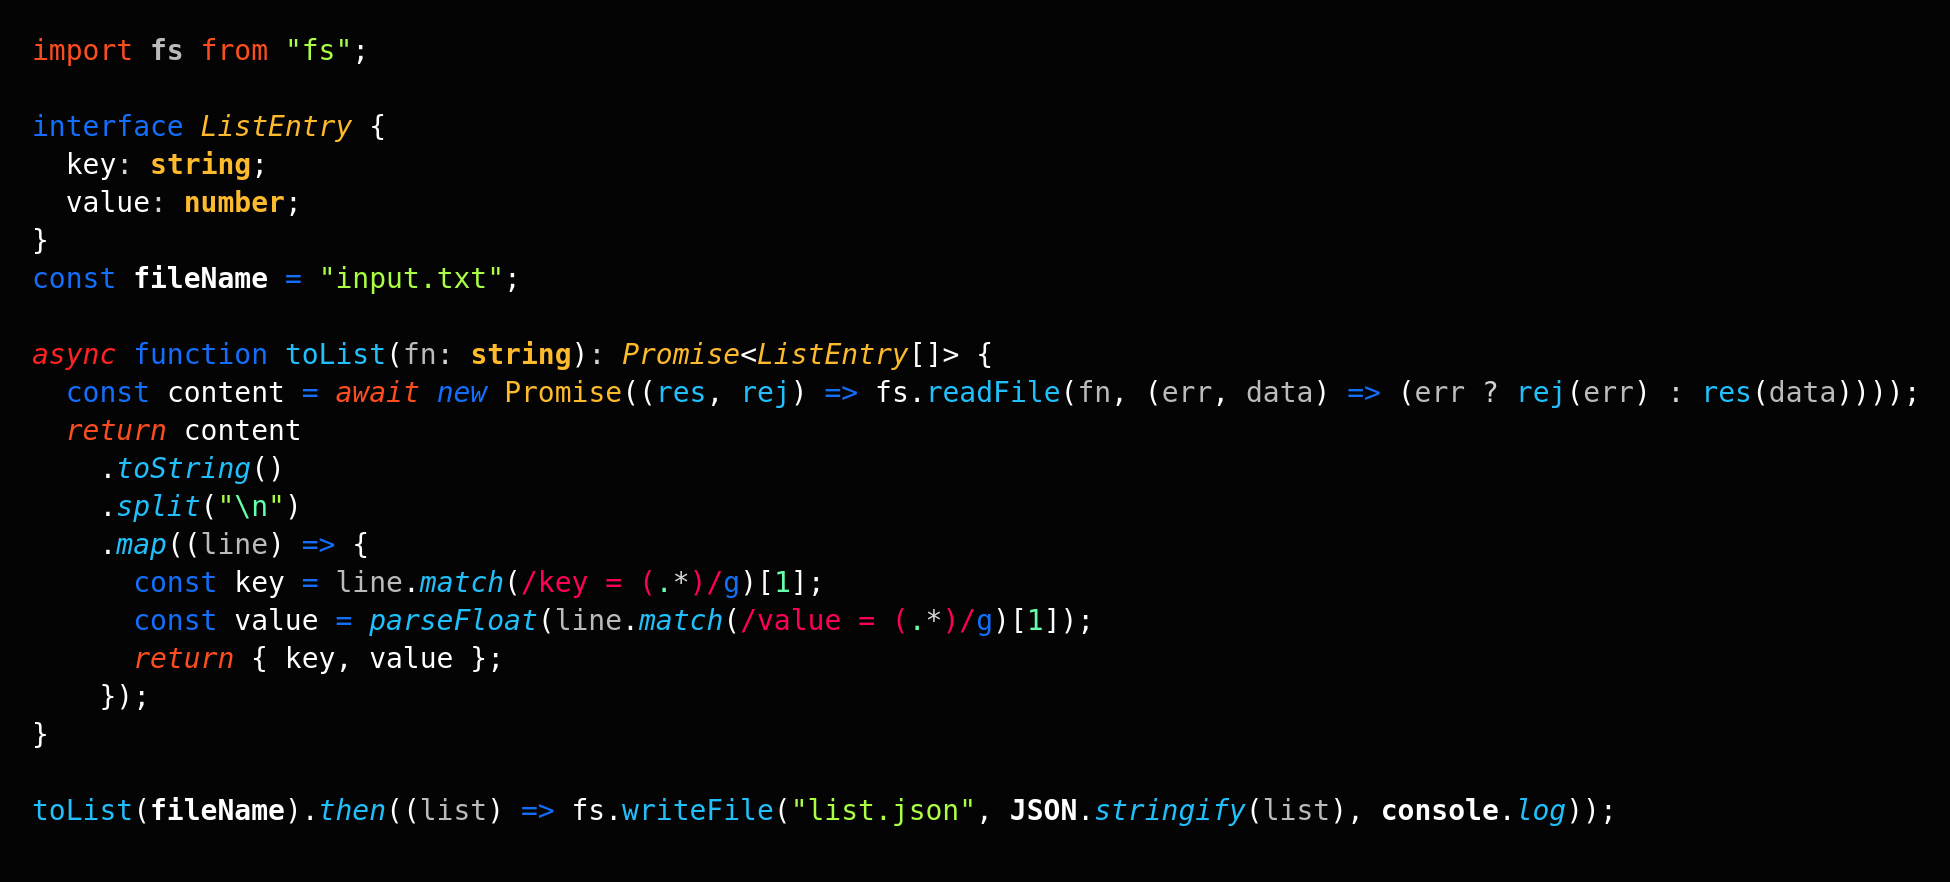 import fs from "fs";

interface ListEntry {
  key: string;
  value: number;
}
const fileName = "input.txt";

async function toList(fn: string): Promise<ListEntry[]> {
  const content = await new Promise((res, rej) => fs.readFile(fn, (err, data) => (err ? rej(err) : res(data))));
  return content
    .toString()
    .split("\n")
    .map((line) => {
      const key = line.match(/key = (.*)/g)[1];
      const value = parseFloat(line.match(/value = (.*)/g)[1]);
      return { key, value };
    });
}

toList(fileName).then((list) => fs.writeFile("list.json", JSON.stringify(list), console.log));